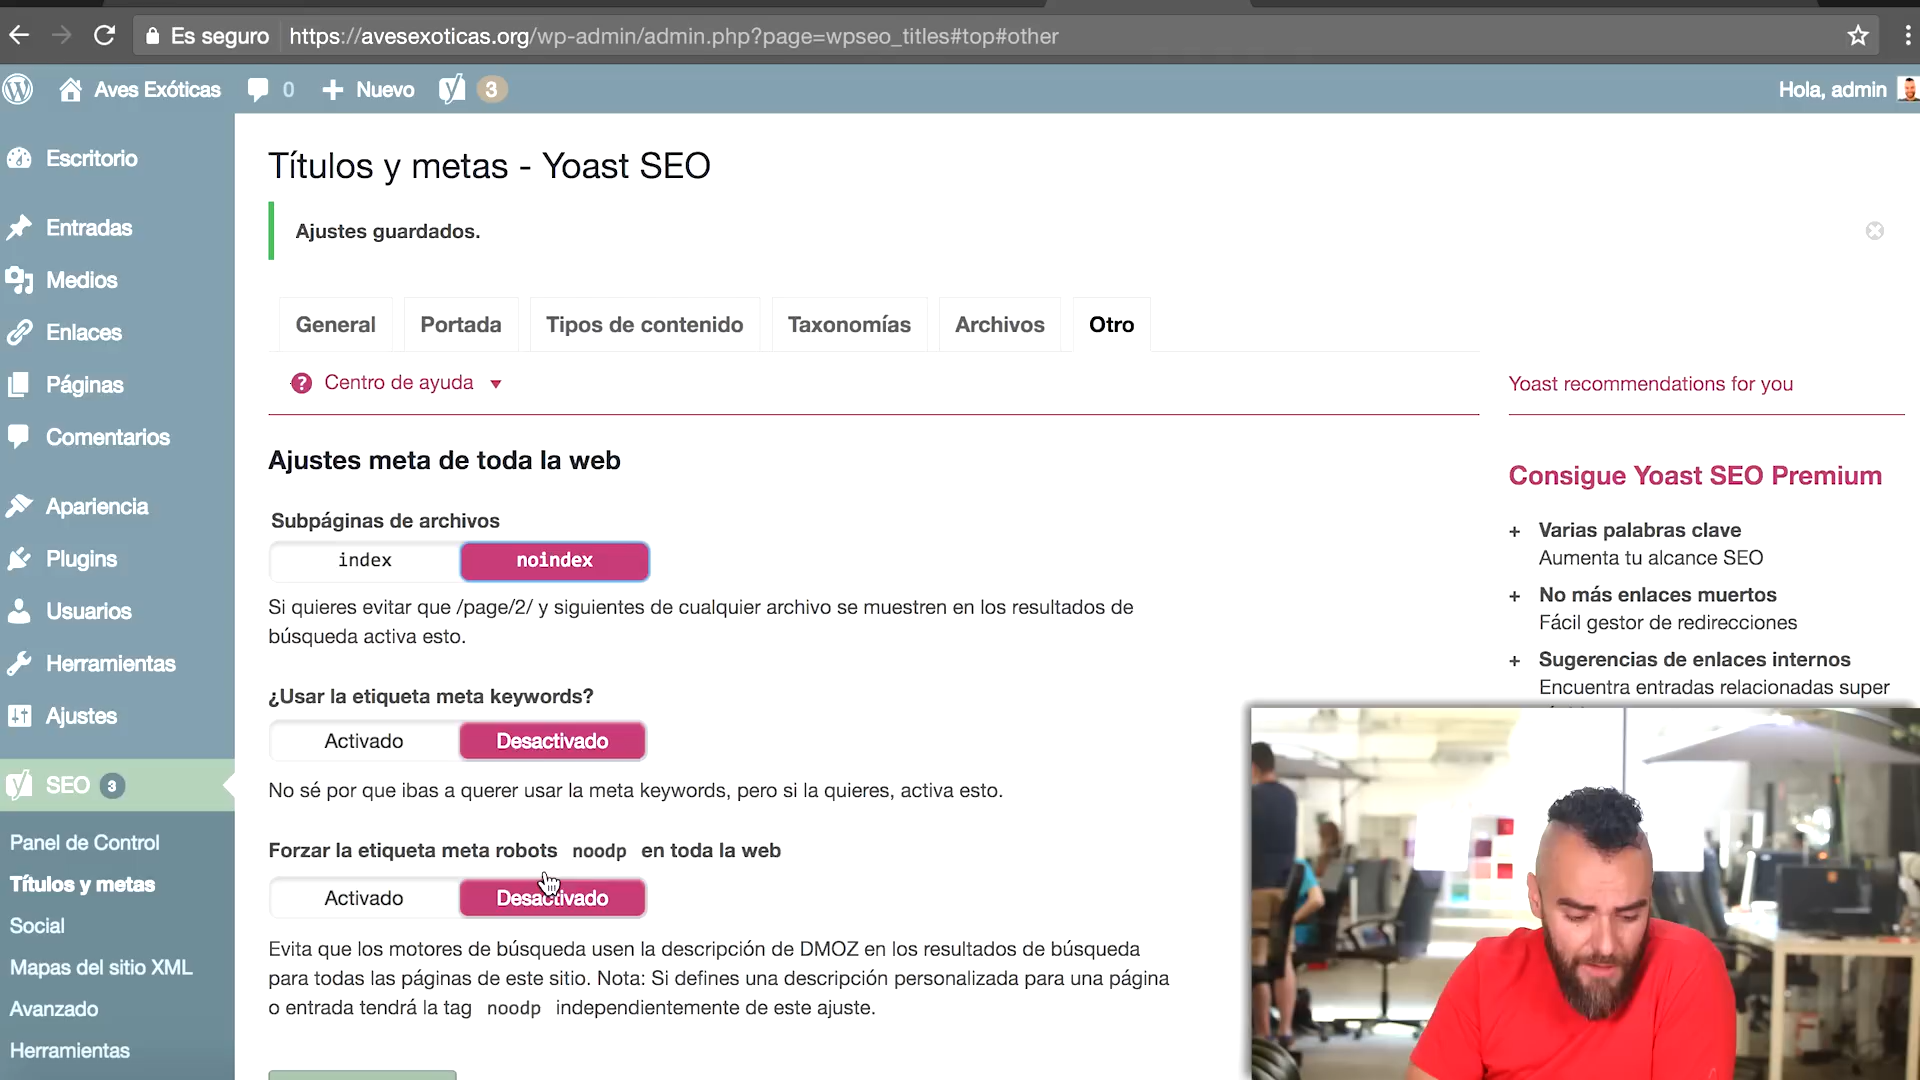 Es seguro https://avesexoticas.org/wp-admin/admin.php?page=wpseo_titles#top#other
Aves Exóticas 0 Nuevo 3 Hola, admin
Escritorio
Entradas
Medios
Enlaces
Páginas
Comentarios
Apariencia
Plugins
Usuarios
Herramientas
Ajustes
SEO 3
Panel de Control
Títulos y metas
Social
Mapas del sitio XML
Avanzado
Herramientas
Títulos y metas - Yoast SEO
Ajustes guardados.
General Portada Tipos de contenido Taxonomías Archivos Otro
Centro de ayuda
Ajustes meta de toda la web
Subpáginas de archivos
index noindex
Si quieres evitar que /page/2/ y siguientes de cualquier archivo se muestren en los resultados de
búsqueda activa esto.
¿Usar la etiqueta meta keywords?
Activado Desactivado
No sé por que ibas a querer usar la meta keywords, pero si la quieres, activa esto.
Forzar la etiqueta meta robots noodp en toda la web
Activado Desactivado
Evita que los motores de búsqueda usen la descripción de DMOZ en los resultados de búsqueda
para todas las páginas de este sitio. Nota: Si defines una descripción personalizada para una página
o entrada tendrá la tag noodp independientemente de este ajuste.
Yoast recommendations for you
Consigue Yoast SEO Premium
+ Varias palabras clave
Aumenta tu alcance SEO
+ No más enlaces muertos
Fácil gestor de redirecciones
+ Sugerencias de enlaces internos
Encuentra entradas relacionadas super